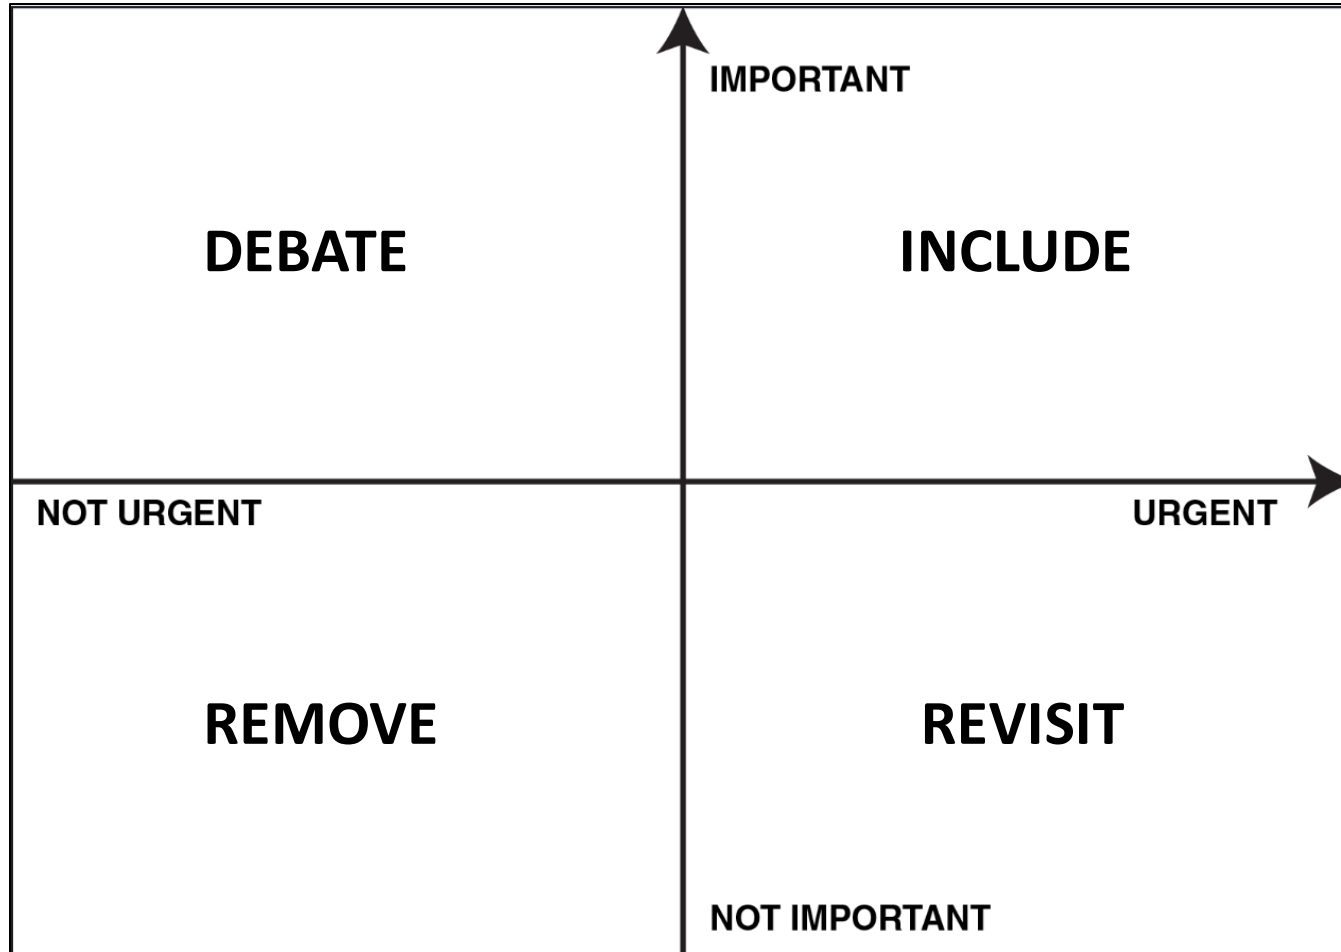 IMPORTANT
DEBATE
INCLUDE
NOT URGENT
URGENT
REMOVE
REVISIT
NOT IMPORTANT